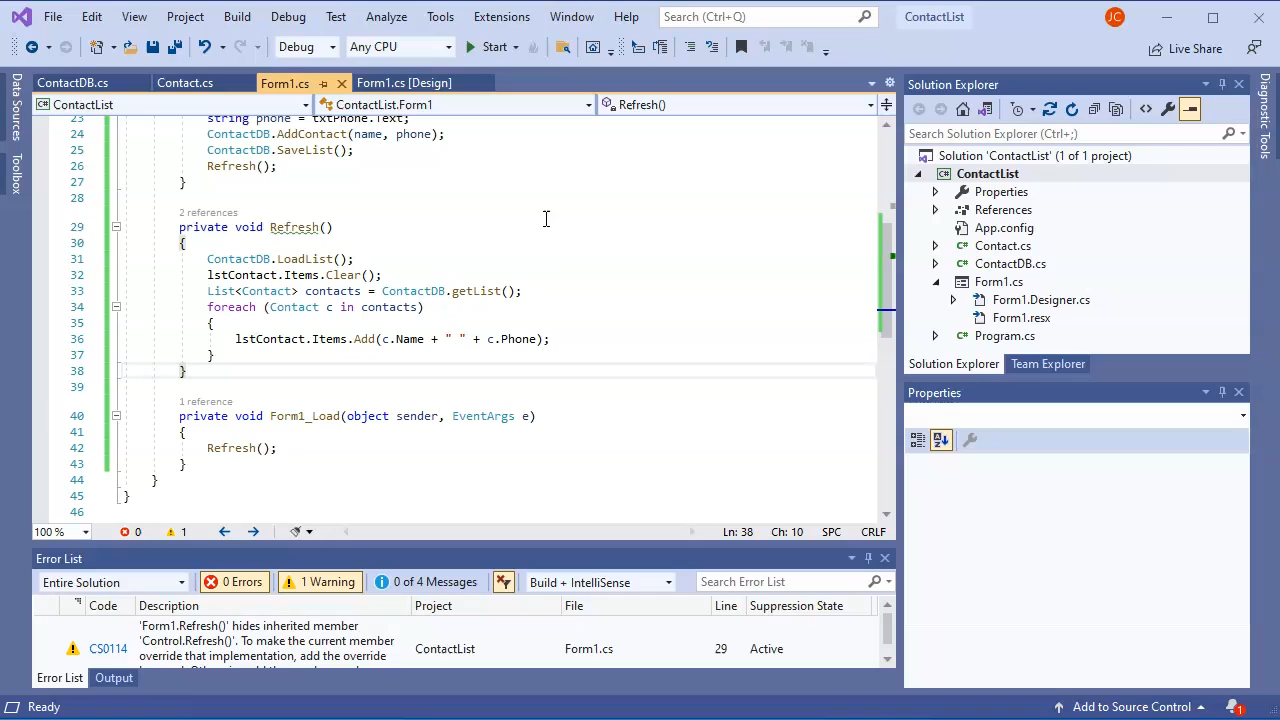 File Edit View Project Build Debug Test Analyze Tools Extensions Window Help Search (Ctrl+Q) ContactList JC
Debug Any CPU Start Live Share
Data Sources
Toolbox
ContactDB.cs Contact.cs Form1.cs Form1.cs [Design]
ContactList ContactList.Form1 Refresh()
23 string phone = txtPhone.Text;
24 ContactDB.AddContact(name, phone);
25 ContactDB.SaveList();
26 Refresh();
27 }
28
2 references
29 private void Refresh()
30 {
31 ContactDB.LoadList();
32 lstContact.Items.Clear();
33 List<Contact> contacts = ContactDB.getList();
34 foreach (Contact c in contacts)
35 {
36 lstContact.Items.Add(c.Name + " " + c.Phone);
37 }
38 }
39
1 reference
40 private void Form1_Load(object sender, EventArgs e)
41 {
42 Refresh();
43 }
44 }
45 }
46
100 % 0 1 Ln: 38 Ch: 10 SPC CRLF
Error List
Entire Solution 0 Errors 1 Warning 0 of 4 Messages Build + IntelliSense Search Error List
Code Description Project File Line Suppression State
CS0114 'Form1.Refresh()' hides inherited member ContactList Form1.cs 29 Active
'Control.Refresh()'. To make the current member
override that implementation, add the override
Error List Output
Solution Explorer
Search Solution Explorer (Ctrl+;)
Solution 'ContactList' (1 of 1 project)
ContactList
Properties
References
App.config
Contact.cs
ContactDB.cs
Form1.cs
Form1.Designer.cs
Form1.resx
Program.cs
Solution Explorer Team Explorer
Properties
Diagnostic Tools
Ready Add to Source Control 1